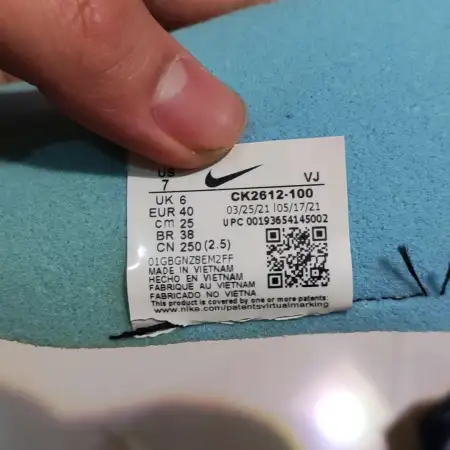 US
7
VJ
UK 6
EUR 40
cm 25
BR 38
CN 250 (2.5)
CK2612-100
03/25/21 | 05/17/21
UPC 00193654145002
01GBGNZ8EM2FF
MADE IN VIETNAM
HECHO EN VIETNAM
FABRIQUE AU VIETNAM
FABRICADO NO VIETNA
This product is covered by one or more patents:
www.nike.com/patentsvirtualmarking